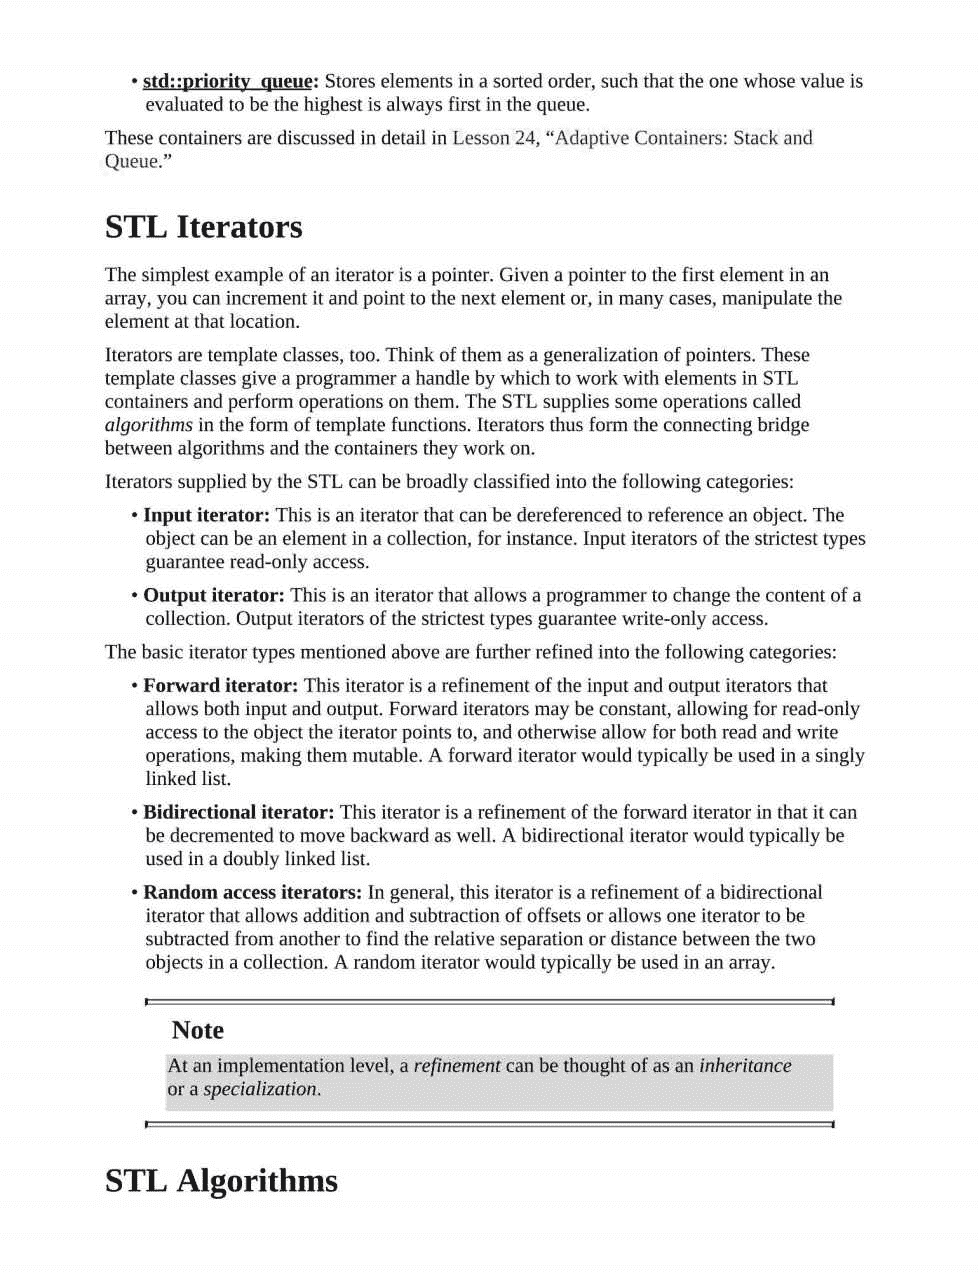 • std::priority_queue: Stores elements in a sorted order, such that the one whose value is
evaluated to be the highest is always first in the queue.
These containers are discussed in detail in Lesson 24, “Adaptive Containers: Stack and
Queue.”
STL Iterators
The simplest example of an iterator is a pointer. Given a pointer to the first element in an
array, you can increment it and point to the next element or, in many cases, manipulate the
element at that location.
Iterators are template classes, too. Think of them as a generalization of pointers. These
template classes give a programmer a handle by which to work with elements in STL
containers and perform operations on them. The STL supplies some operations called
algorithms in the form of template functions. Iterators thus form the connecting bridge
between algorithms and the containers they work on.
Iterators supplied by the STL can be broadly classified into the following categories:
• Input iterator: This is an iterator that can be dereferenced to reference an object. The
object can be an element in a collection, for instance. Input iterators of the strictest types
guarantee read-only access.
• Output iterator: This is an iterator that allows a programmer to change the content of a
collection. Output iterators of the strictest types guarantee write-only access.
The basic iterator types mentioned above are further refined into the following categories:
• Forward iterator: This iterator is a refinement of the input and output iterators that
allows both input and output. Forward iterators may be constant, allowing for read-only
access to the object the iterator points to, and otherwise allow for both read and write
operations, making them mutable. A forward iterator would typically be used in a singly
linked list.
• Bidirectional iterator: This iterator is a refinement of the forward iterator in that it can
be decremented to move backward as well. A bidirectional iterator would typically be
used in a doubly linked list.
• Random access iterators: In general, this iterator is a refinement of a bidirectional
iterator that allows addition and subtraction of offsets or allows one iterator to be
subtracted from another to find the relative separation or distance between the two
objects in a collection. A random iterator would typically be used in an array.
Note
At an implementation level, a refinement can be thought of as an inheritance
or a specialization.
STL Algorithms